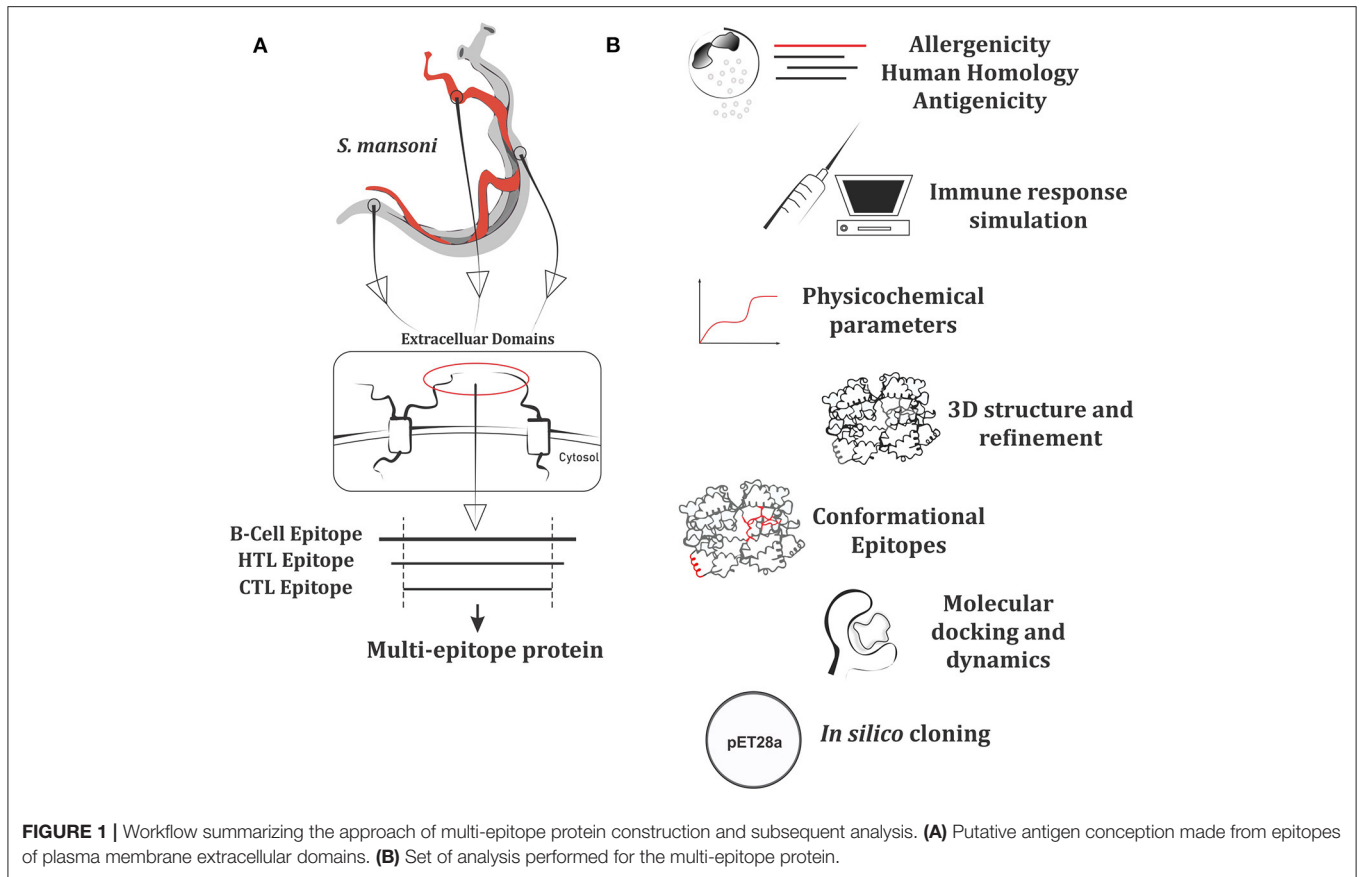 A
S. mansoni
Extracelluar Domains
Cytosol
B-Cell Epitope
HTL Epitope
CTL Epitope
Multi-epitope protein
B
Allergenicity
Human Homology
Antigenicity
Immune response
simulation
Physicochemical
parameters
3D structure and
refinement
Conformational
Epitopes
Molecular
docking and
dynamics
pET28a
In silico cloning
FIGURE 1 | Workflow summarizing the approach of multi-epitope protein construction and subsequent analysis. (A) Putative antigen conception made from epitopes
of plasma membrane extracellular domains. (B) Set of analysis performed for the multi-epitope protein.